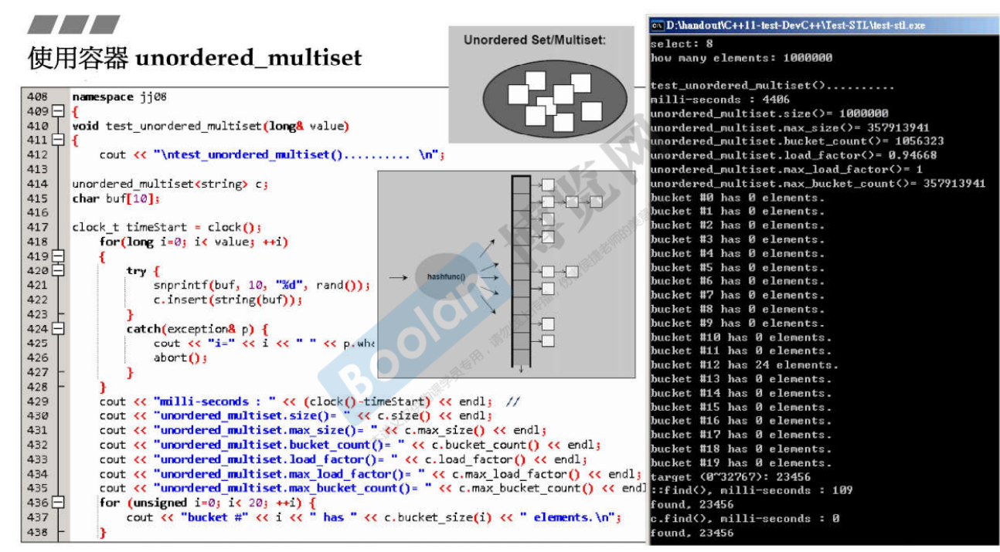 使用容器 unordered_multiset
Unordered Set/Multiset:
408 namespace jj08
409 {
410 void test_unordered_multiset(long& value)
411 {
412 cout << "\ntest_unordered_multiset().......... \n";
413
414 unordered_multiset<string> c;
415 char buf[10];
416
417 clock_t timeStart = clock();
418 for(long i=0; i< value; ++i)
419 {
420 try {
421 snprintf(buf, 10, "%d", rand());
422 c.insert(string(buf));
423 }
424 catch(exception& p) {
425 cout << "i=" << i << " " << p.wh
426 abort();
427 }
428 }
429 cout << "milli-seconds : " << (clock()-timeStart) << endl; //
430 cout << "unordered_multiset.size()= " << c.size() << endl;
431 cout << "unordered_multiset.max_size()= " << c.max_size() << endl;
432 cout << "unordered_multiset.bucket_count()= " << c.bucket_count() << endl;
433 cout << "unordered_multiset.load_factor()= " << c.load_factor() << endl;
434 cout << "unordered_multiset.max_load_factor()= " << c.max_load_factor() << endl;
435 cout << "unordered_multiset.max_bucket_count()= " << c.max_bucket_count() << endl
436 for (unsigned i=0; i< 20; ++i) {
437 cout << "bucket #" << i << " has " << c.bucket_size(i) << " elements.\n";
438 }
hashfunc()
Boolan 博览网
D:\handout\C++11-test-DevC++\Test-STL\test-stl.exe
select: 8
how many elements: 1000000
test_unordered_multiset()..........
milli-seconds : 4406
unordered_multiset.size()= 1000000
unordered_multiset.max_size()= 357913941
unordered_multiset.bucket_count()= 1056323
unordered_multiset.load_factor()= 0.94668
unordered_multiset.max_load_factor()= 1
unordered_multiset.max_bucket_count()= 357913941
bucket #0 has 0 elements.
bucket #1 has 0 elements.
bucket #2 has 0 elements.
bucket #3 has 0 elements.
bucket #4 has 0 elements.
bucket #5 has 0 elements.
bucket #6 has 0 elements.
bucket #7 has 0 elements.
bucket #8 has 0 elements.
bucket #9 has 0 elements.
bucket #10 has 0 elements.
bucket #11 has 0 elements.
bucket #12 has 24 elements.
bucket #13 has 0 elements.
bucket #14 has 0 elements.
bucket #15 has 0 elements.
bucket #16 has 0 elements.
bucket #17 has 0 elements.
bucket #18 has 0 elements.
bucket #19 has 0 elements.
target (0~32767): 23456
::find(), milli-seconds : 109
found, 23456
c.find(), milli-seconds : 0
found, 23456